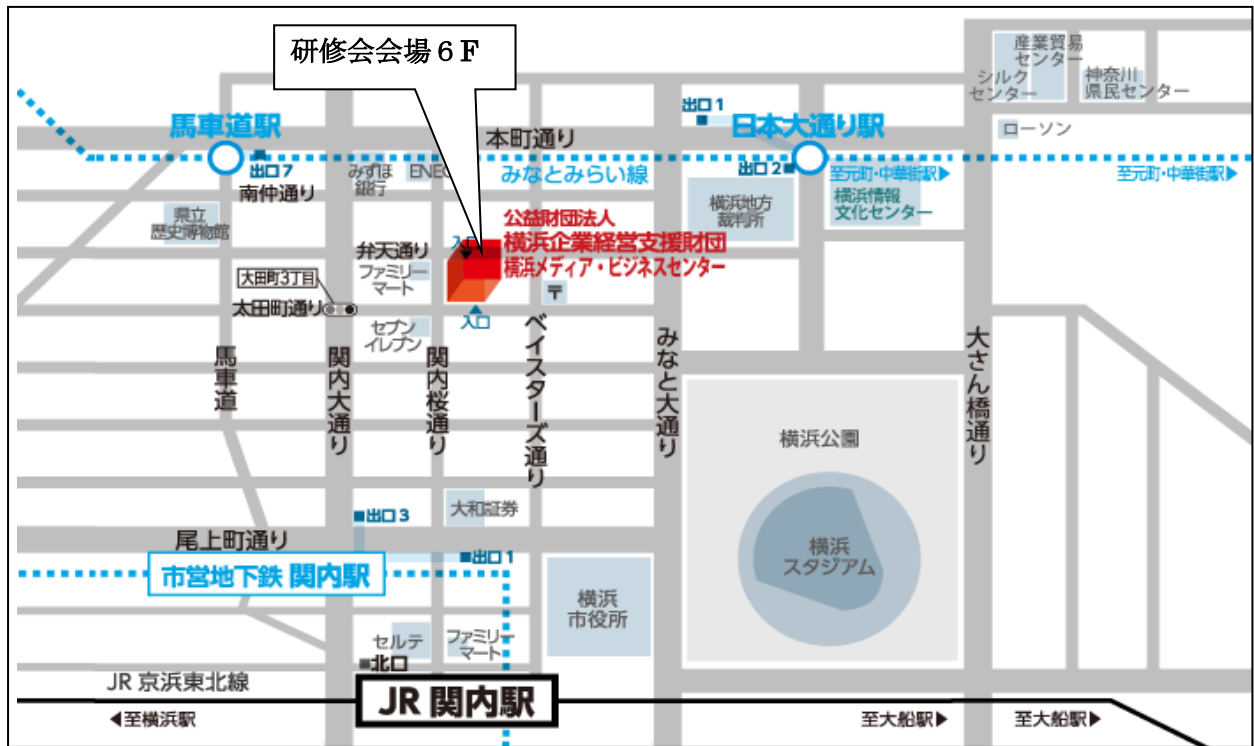 研修会会場６F
産業貿易
センター
シルク
センター
神奈川
県民センター
ローソン
馬車道駅
出口7
本町通り
出口1
日本大通り駅
出口2
みずほ
銀行
ENEO
みなとみらい線
至元町・中華街駅▶
至元町・中華街駅▶
南仲通り
県立
歴史博物館
横浜地方
裁判所
横浜情報
文化センター
弁天通り
入口
公益財団法人
横浜企業経営支援財団
横浜メディア・ビジネスセンター
ファミリー
マート
大田町3丁目
太田町通り
〒
入口
セブン
イレブン
馬車道
関内大通り
関内桜通り
ベイスターズ通り
みなと大通り
大さん橋通り
横浜公園
横浜
スタジアム
出口3
大和証券
尾上町通り
出口1
市営地下鉄 関内駅
横浜
市役所
セルテ
ファミリー
マート
北口
JR 京浜東北線
JR 関内駅
◀至横浜駅
至大船駅▶
至大船駅▶